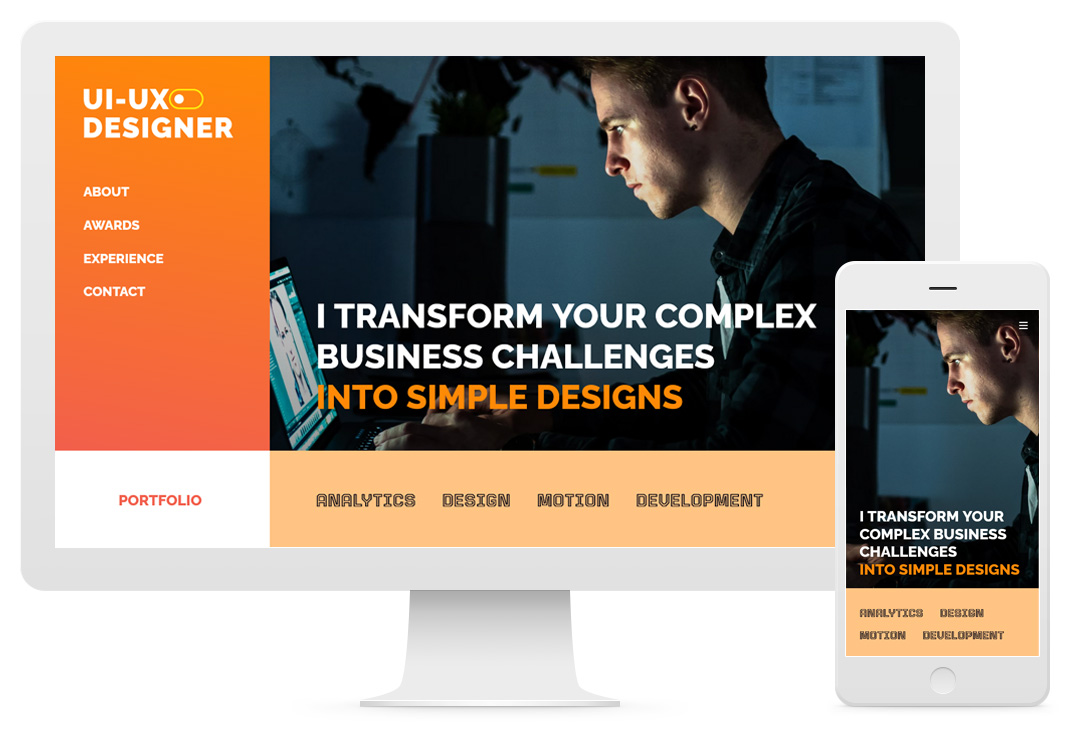 UI-UX
DESIGNER
ABOUT
AWARDS
EXPERIENCE
CONTACT
I TRANSFORM YOUR COMPLEX
BUSINESS CHALLENGES
INTO SIMPLE DESIGNS
PORTFOLIO
ANALYTICS DESIGN MOTION DEVELOPMENT
I TRANSFORM YOUR
COMPLEX BUSINESS
CHALLENGES
INTO SIMPLE DESIGNS
ANALYTICS DESIGN
MOTION DEVELOPMENT